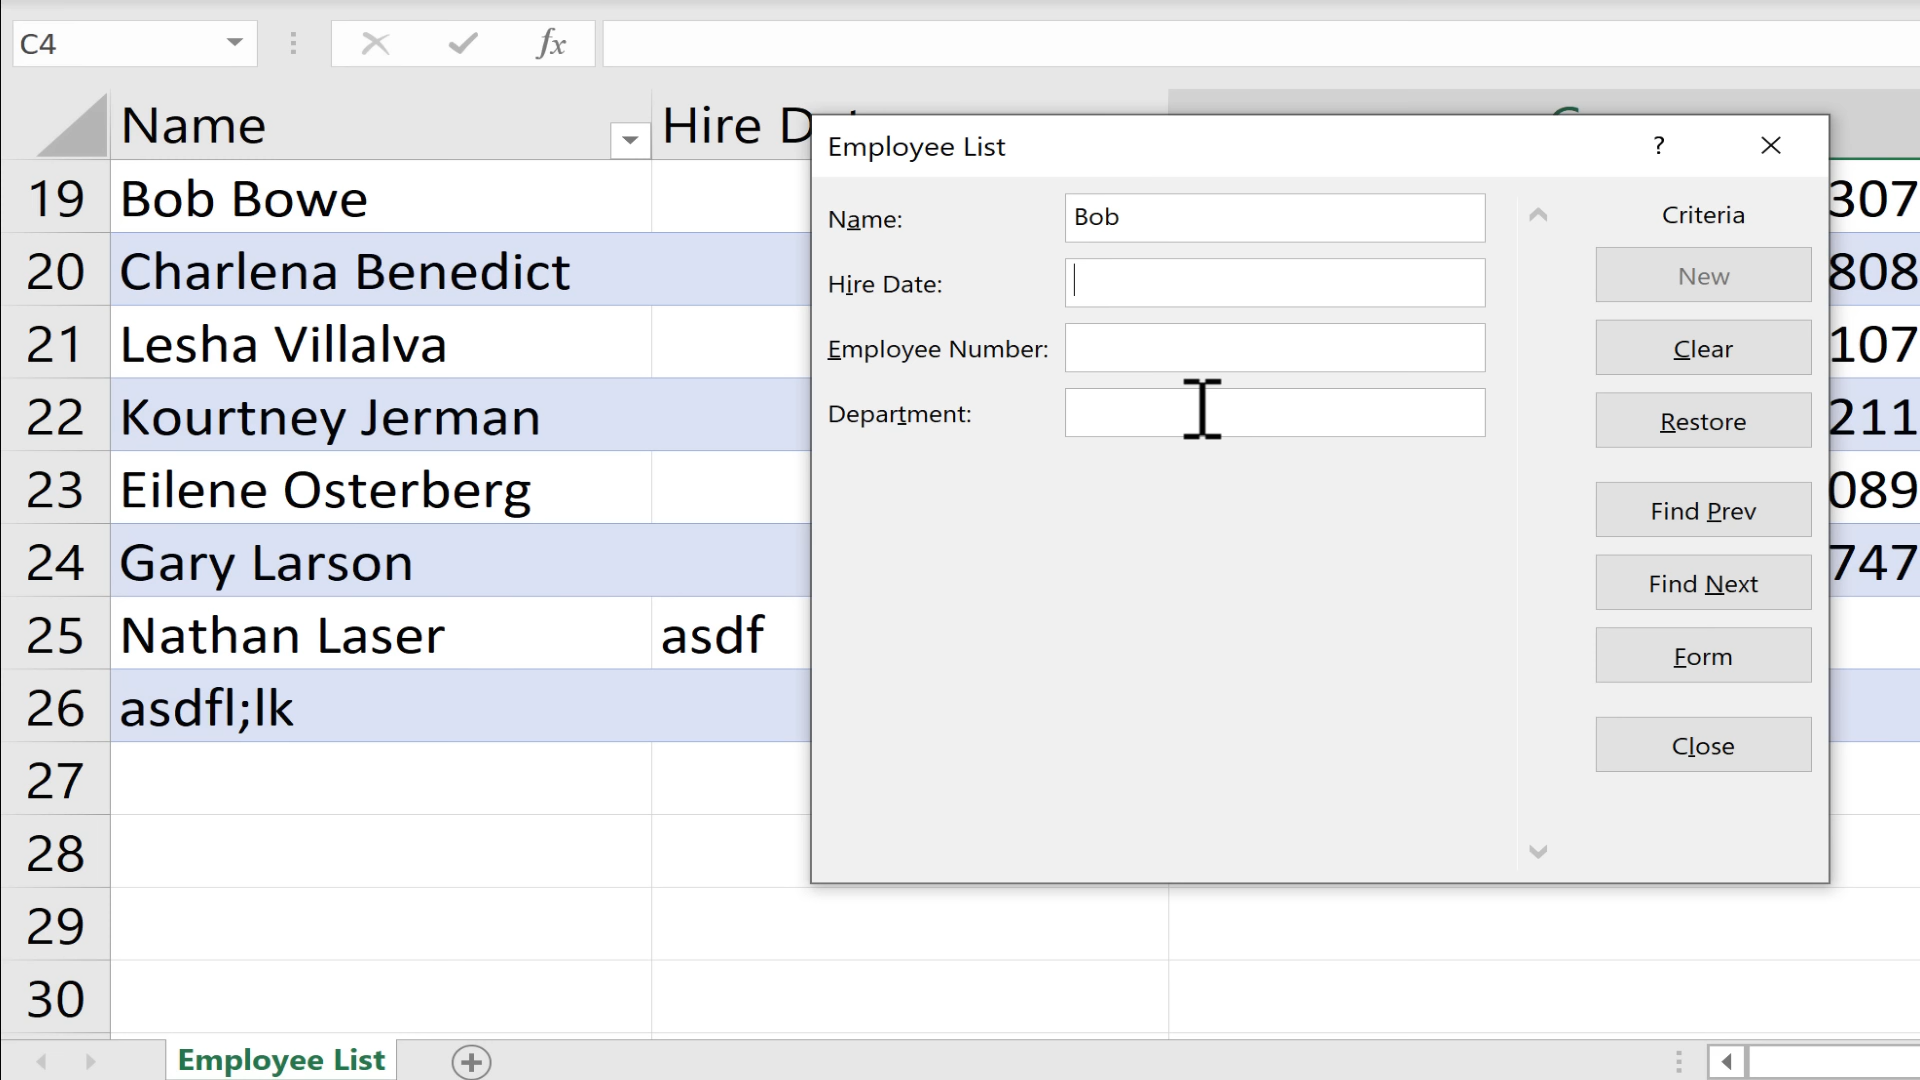 C4
fx
Name
Hire D
Employee List
?
19 Bob Bowe
307
Name:
Bob
Criteria
New
20 Charlena Benedict
808
Hire Date:
21 Lesha Villalva
107
Employee Number:
Clear
22 Kourtney Jerman
211
Department:
Restore
23 Eilene Osterberg
089
Find Prev
24 Gary Larson
747
Find Next
25 Nathan Laser
asdf
Form
26 asdfl;lk
Close
27
28
29
30
Employee List